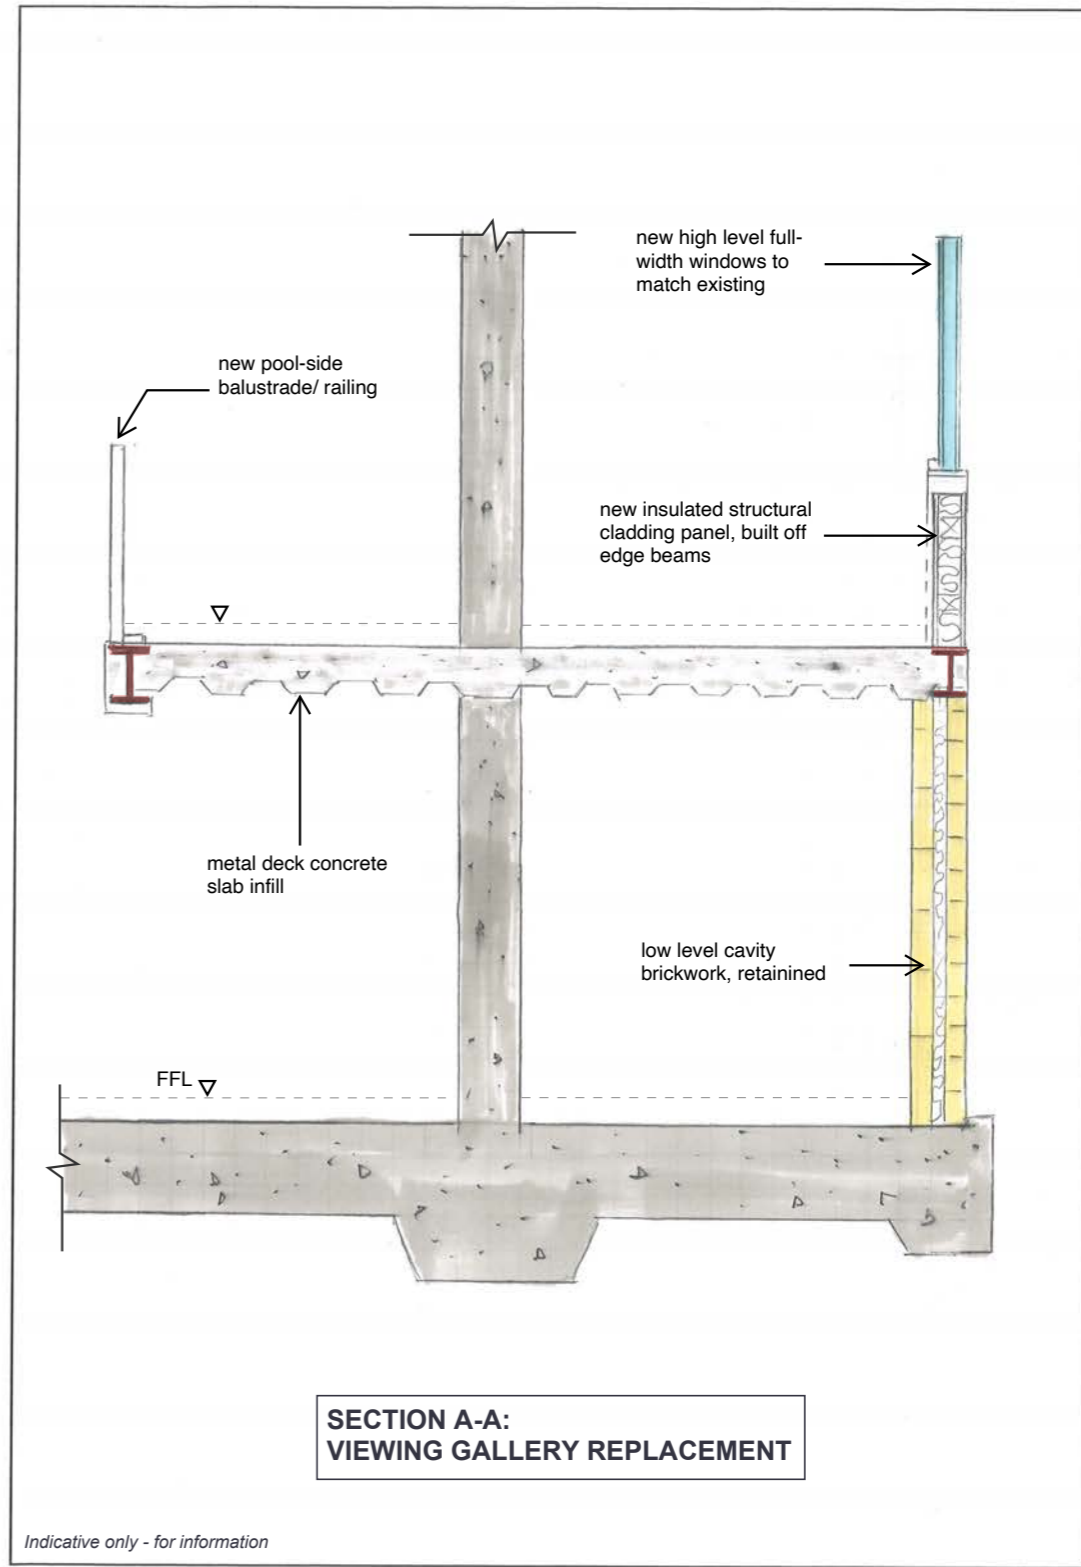 new high level full-
width windows to
match existing
new pool-side
balustrade/ railing
new insulated structural
cladding panel, built off
edge beams
metal deck concrete
slab infill
low level cavity
brickwork, retainined
FFL
SECTION A-A:
VIEWING GALLERY REPLACEMENT
Indicative only - for information